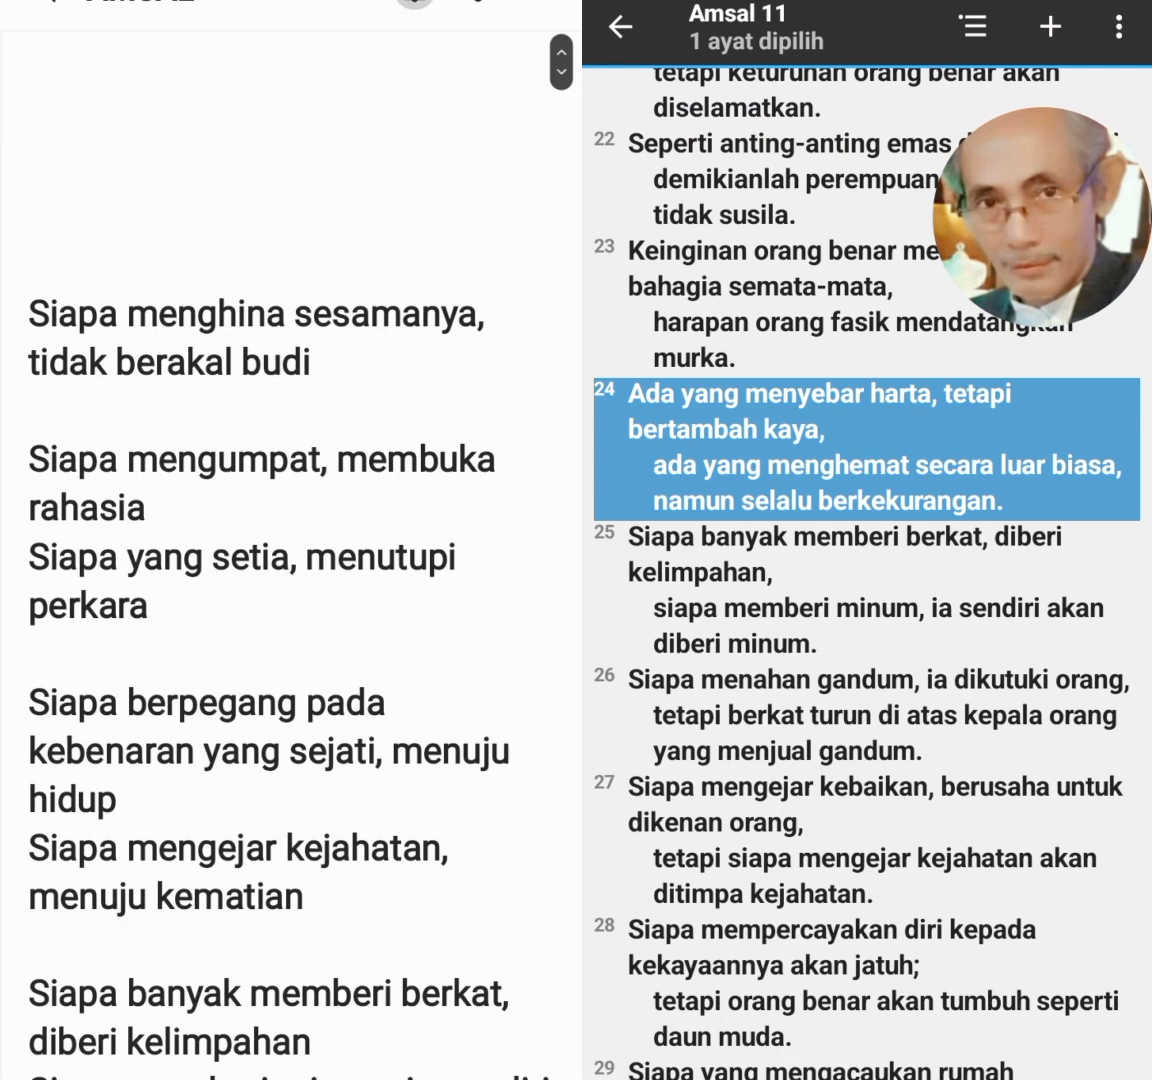 Siapa menghina sesamanya,
tidak berakal budi
Siapa mengumpat, membuka
rahasia
Siapa yang setia, menutupi
perkara
Siapa berpegang pada
kebenaran yang sejati, menuju
hidup
Siapa mengejar kejahatan,
menuju kematian
Siapa banyak memberi berkat,
diberi kelimpahan
Amsal 11
1 ayat dipilih
tetapi keturunan orang benar akan
diselamatkan.
22 Seperti anting-anting emas
demikianlah perempuan
tidak susila.
23 Keinginan orang benar
bahagia semata-mata,
harapan orang fasik mendatangkan
murka.
24 Ada yang menyebar harta, tetapi
bertambah kaya,
ada yang menghemat secara luar biasa,
namun selalu berkekurangan.
25 Siapa banyak memberi berkat, diberi
kelimpahan,
siapa memberi minum, ia sendiri akan
diberi minum.
26 Siapa menahan gandum, ia dikutuki orang,
tetapi berkat turun di atas kepala orang
yang menjual gandum.
27 Siapa mengejar kebaikan, berusaha untuk
dikenan orang,
tetapi siapa mengejar kejahatan akan
ditimpa kejahatan.
28 Siapa mempercayakan diri kepada
kekayaannya akan jatuh;
tetapi orang benar akan tumbuh seperti
daun muda.
29 Siapa yang mengacaukan rumah